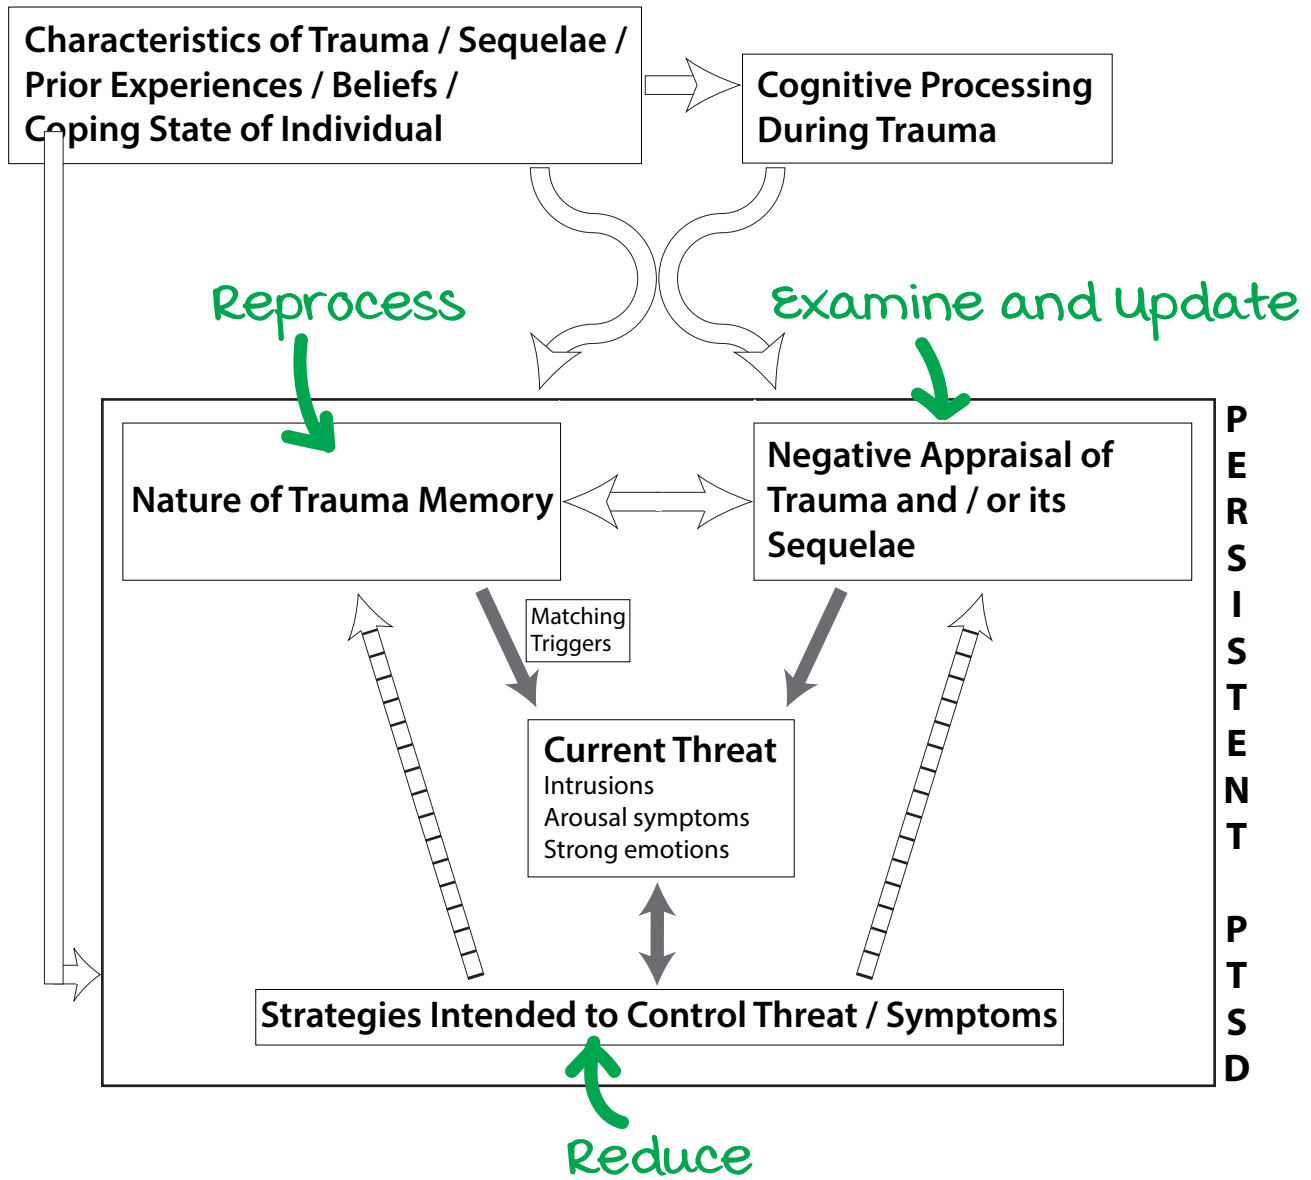 Characteristics of Trauma / Sequelae /
Prior Experiences / Beliefs /
Coping State of Individual
Cognitive Processing
During Trauma
Reprocess
Examine and Update
Nature of Trauma Memory
Negative Appraisal of
Trauma and / or its
Sequelae
Matching
Triggers
Current Threat
Intrusions
Arousal symptoms
Strong emotions
Strategies Intended to Control Threat / Symptoms
Reduce
PERSISTENT PTSD